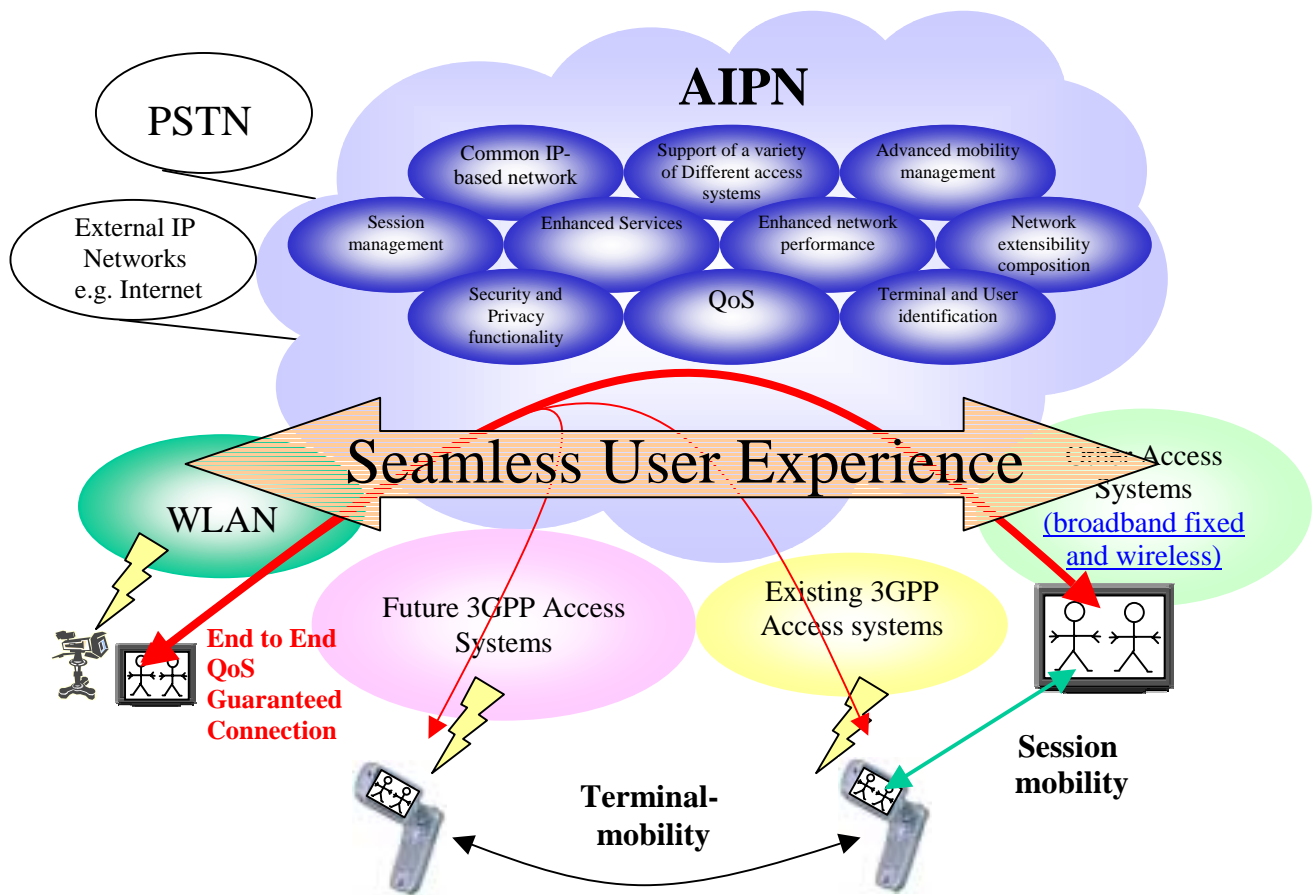 AIPN
PSTN
Common IP-
based network
Support of a variety
of Different access
systems
Advanced mobility
management
Session
management
Enhanced Services
Enhanced network
performance
Network
extensibility
composition
External IP
Networks
e.g. Internet
Security and
Privacy
functionality
QoS
Terminal and User
identification
Seamless User Experience
WLAN
Access
Systems
(broadband fixed
and wireless)
Future 3GPP Access
Systems
Existing 3GPP
Access systems
End to End
QoS
Guaranteed
Connection
Terminal-
mobility
Session
mobility